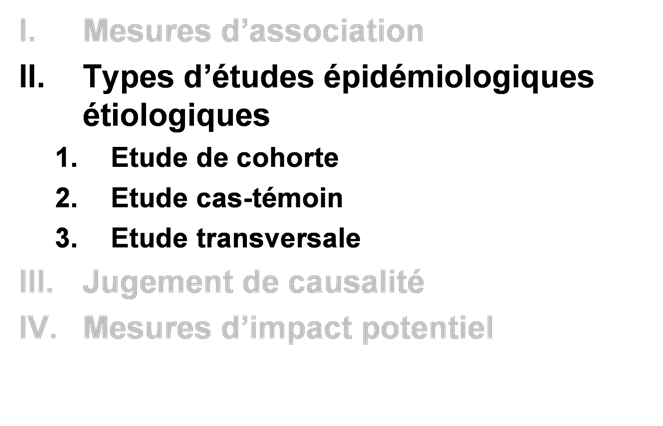 I. Mesures d’association
II. Types d’études épidémiologiques
étiologiques
1. Etude de cohorte
2. Etude cas-témoin
3. Etude transversale
III. Jugement de causalité
IV. Mesures d’impact potentiel